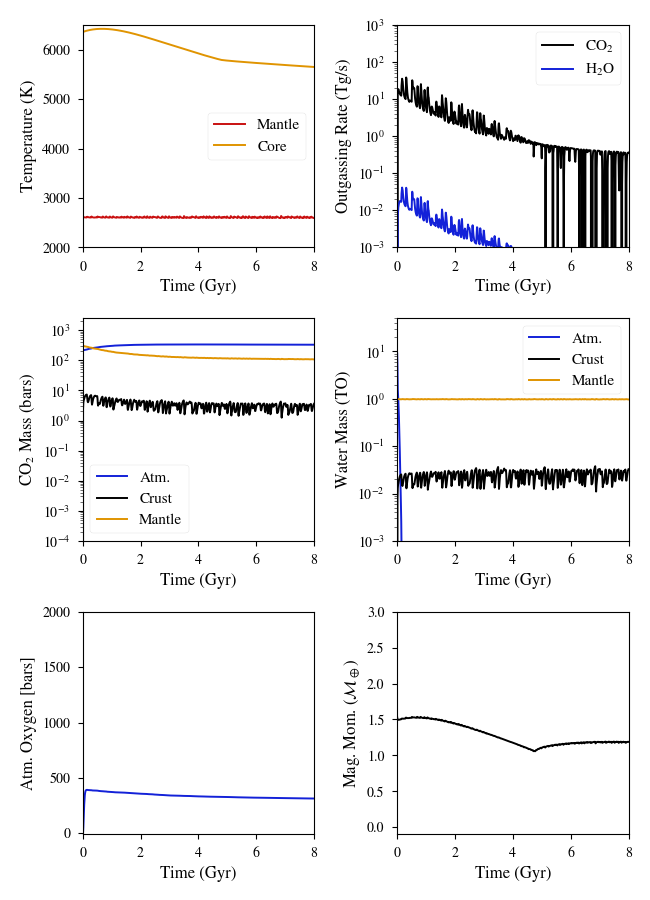 Temperature (K)
6000
5000
4000
3000
2000
Mantle
Core
0 2 4 6 8
Time (Gyr)
Outgassing Rate (Tg/s)
10³
10²
10¹
10⁰
10⁻¹
10⁻²
10⁻³
CO₂
H₂O
0 2 4 6 8
Time (Gyr)
CO₂ Mass (bars)
10³
10²
10¹
10⁰
10⁻¹
10⁻²
10⁻³
10⁻⁴
Atm.
Crust
Mantle
0 2 4 6 8
Time (Gyr)
Water Mass (TO)
10¹
10⁰
10⁻¹
10⁻²
10⁻³
Atm.
Crust
Mantle
0 2 4 6 8
Time (Gyr)
Atm. Oxygen [bars]
2000
1500
1000
500
0
0 2 4 6 8
Time (Gyr)
Mag. Mom. (ℳ⊕)
3.0
2.5
2.0
1.5
1.0
0.5
0.0
0 2 4 6 8
Time (Gyr)